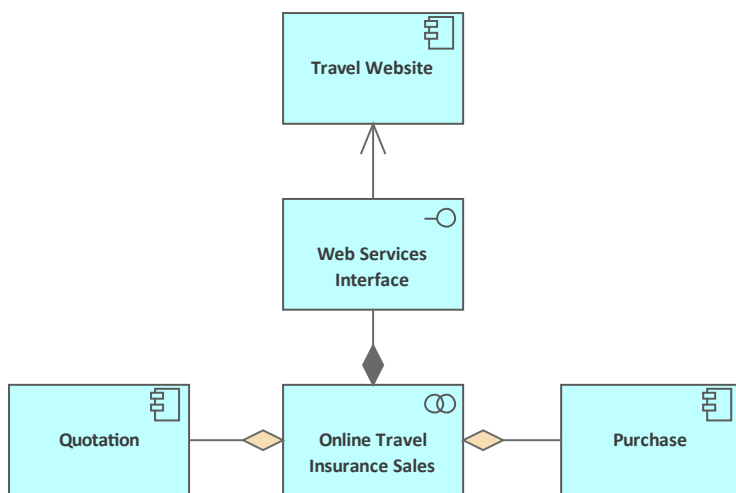 Travel Website
Web Services
Interface
Quotation
Online Travel
Insurance Sales
Purchase